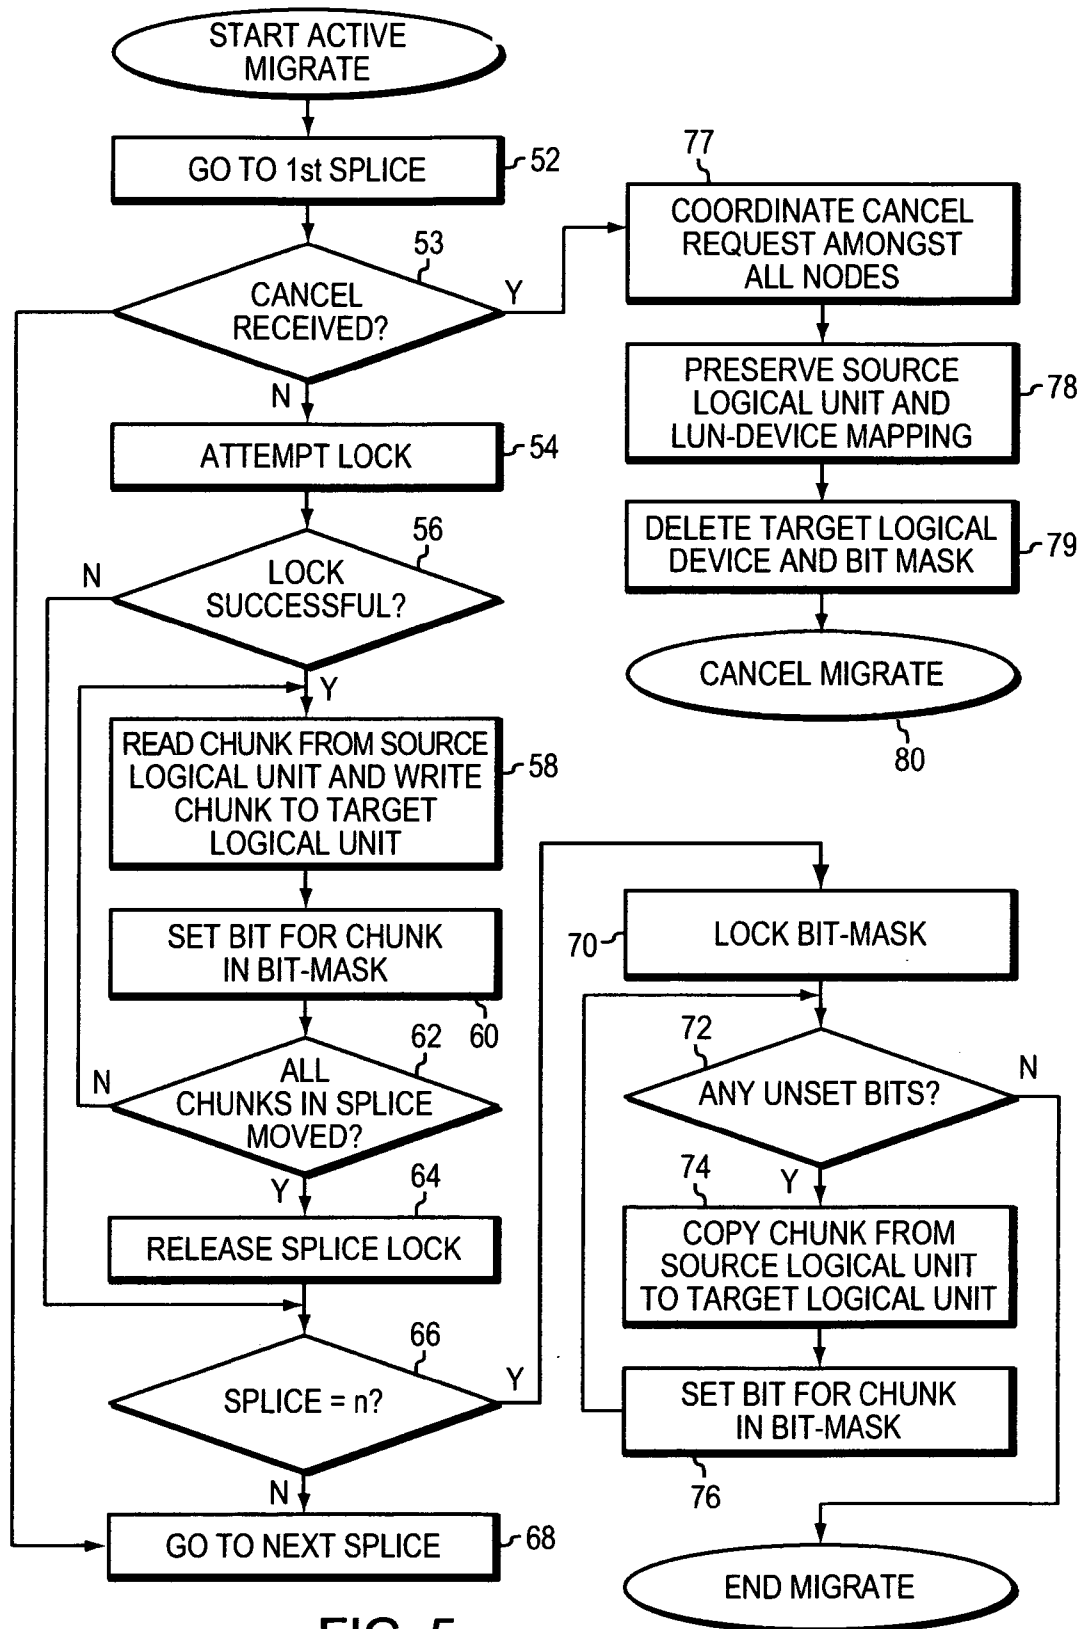 START ACTIVE
MIGRATE
GO TO 1st SPLICE
52
53
CANCEL
RECEIVED?
Y
N
ATTEMPT LOCK
54
56
LOCK
SUCCESSFUL?
N
Y
READ CHUNK FROM SOURCE
LOGICAL UNIT AND WRITE
CHUNK TO TARGET
LOGICAL UNIT
58
SET BIT FOR CHUNK
IN BIT-MASK
60
62
ALL
CHUNKS IN SPLICE
MOVED?
N
Y
64
RELEASE SPLICE LOCK
66
SPLICE = n?
Y
N
GO TO NEXT SPLICE
68
77
COORDINATE CANCEL
REQUEST AMONGST
ALL NODES
PRESERVE SOURCE
LOGICAL UNIT AND
LUN-DEVICE MAPPING
78
DELETE TARGET LOGICAL
DEVICE AND BIT MASK
79
CANCEL MIGRATE
80
LOCK BIT-MASK
70
72
ANY UNSET BITS?
N
Y
74
COPY CHUNK FROM
SOURCE LOGICAL UNIT
TO TARGET LOGICAL UNIT
SET BIT FOR CHUNK
IN BIT-MASK
76
END MIGRATE
FIG. 5